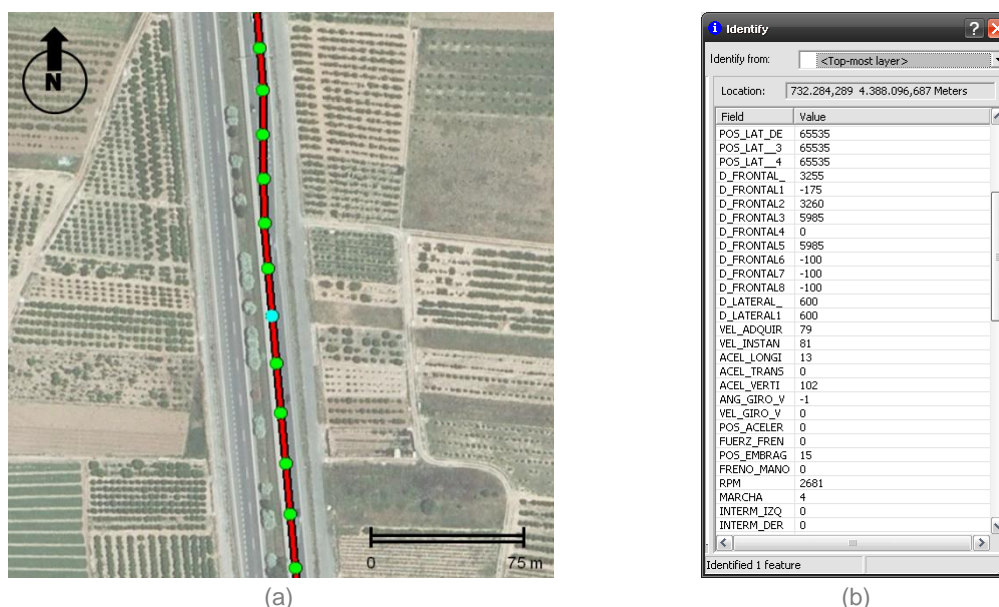 N
0 75 m
(a)
Identify
Identify from: <Top-most layer>
Location: 732.284,289 4.388.096,687 Meters
Field Value
POS_LAT_DE 65535
POS_LAT__3 65535
POS_LAT__4 65535
D_FRONTAL_ 3255
D_FRONTAL1 -175
D_FRONTAL2 3260
D_FRONTAL3 5985
D_FRONTAL4 0
D_FRONTAL5 5985
D_FRONTAL6 -100
D_FRONTAL7 -100
D_FRONTAL8 -100
D_LATERAL_ 600
D_LATERAL1 600
VEL_ADQUIR 79
VEL_INSTAN 81
ACEL_LONGI 13
ACEL_TRANS 0
ACEL_VERTI 102
ANG_GIRO_V -1
VEL_GIRO_V 0
POS_ACELER 0
FUERZ_FREN 0
POS_EMBRAG 15
FRENO_MANO 0
RPM 2681
MARCHA 4
INTERM_IZQ 0
INTERM_DER 0
Identified 1 feature
(b)